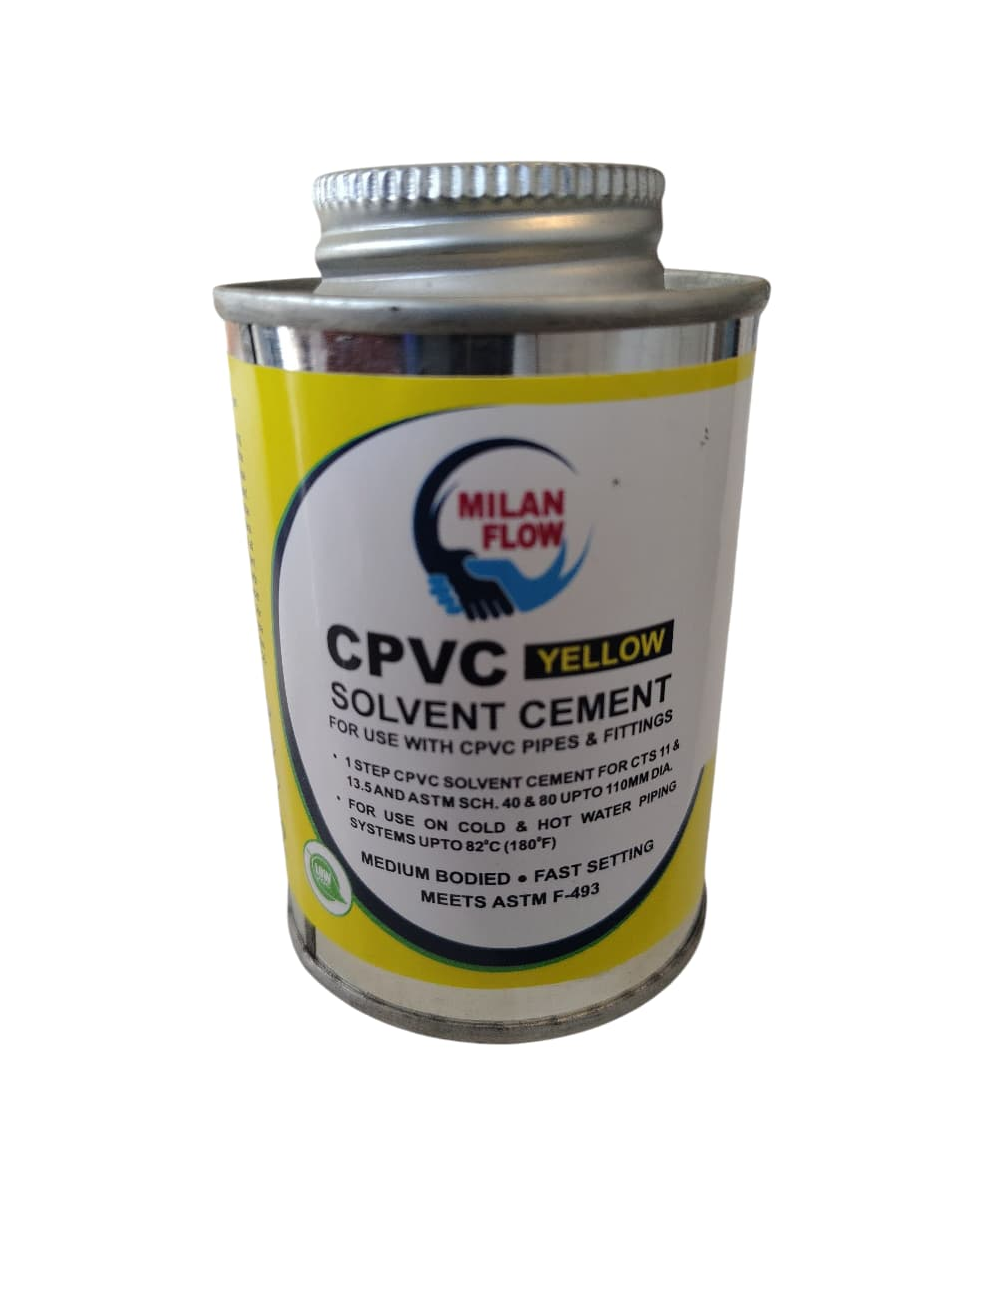 MILAN
FLOW
CPVC YELLOW
SOLVENT CEMENT
FOR USE WITH CPVC PIPES & FITTINGS
• 1 STEP CPVC SOLVENT CEMENT FOR CTS 11 &
13.5 AND ASTM SCH. 40 & 80 UPTO 110MM DIA.
• FOR USE ON COLD & HOT WATER PIPING
SYSTEMS UPTO 82°C (180°F)
MEDIUM BODIED • FAST SETTING
MEETS ASTM F-493